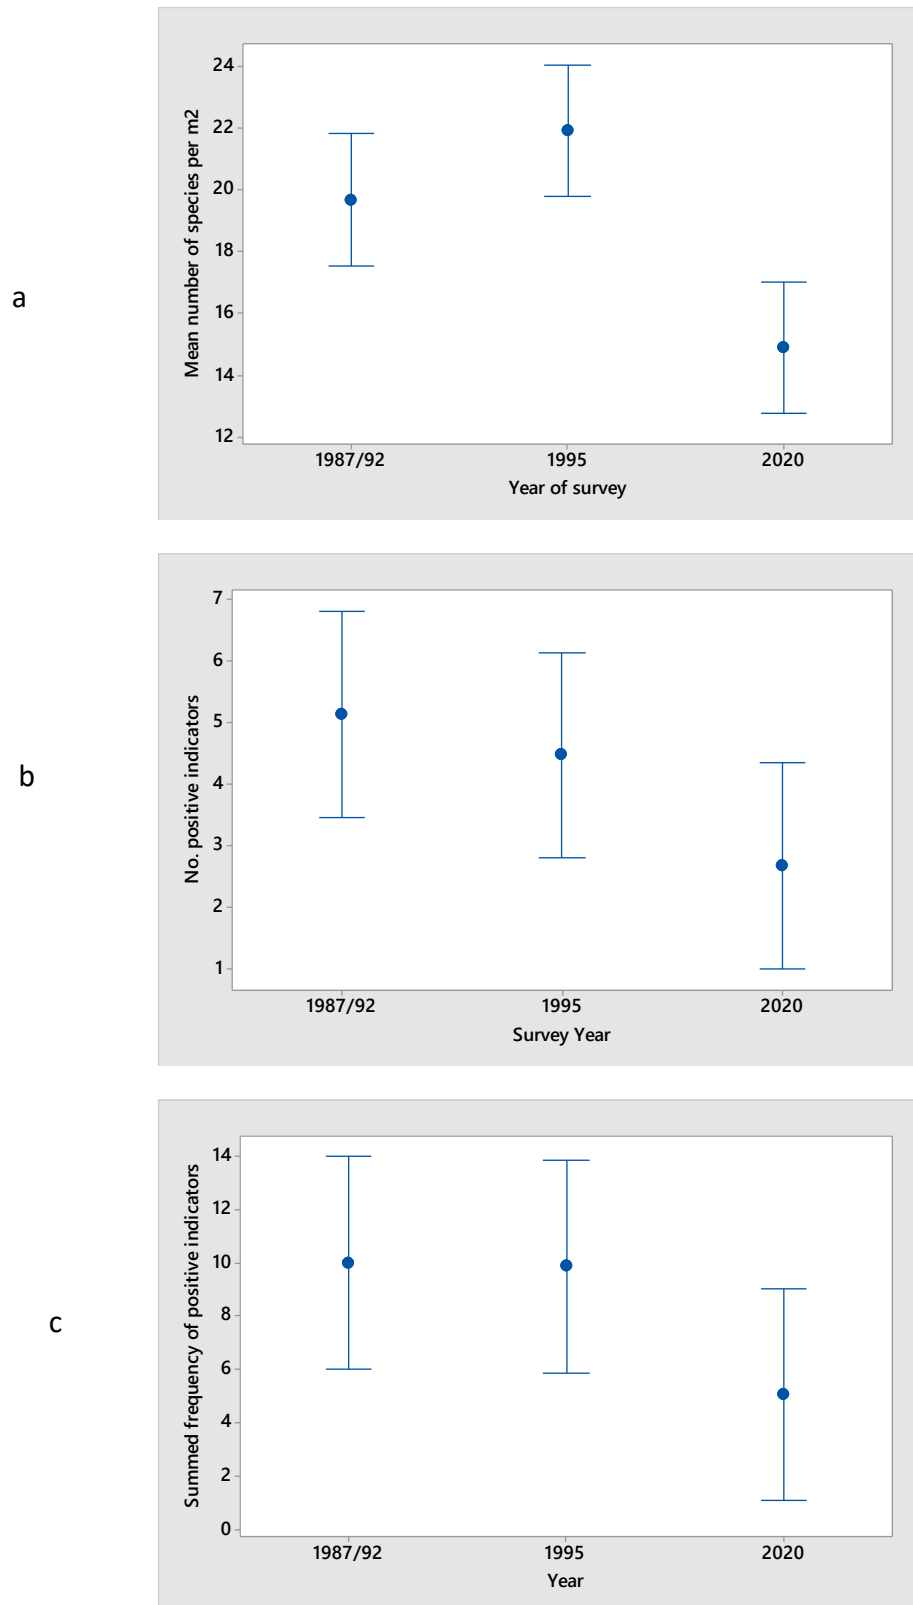 a
Mean number of species per m2
24
22
20
18
16
14
12
1987/92 1995 2020
Year of survey
b
No. positive indicators
7
6
5
4
3
2
1
1987/92 1995 2020
Survey Year
c
Summed frequency of positive indicators
14
12
10
8
6
4
2
0
1987/92 1995 2020
Year